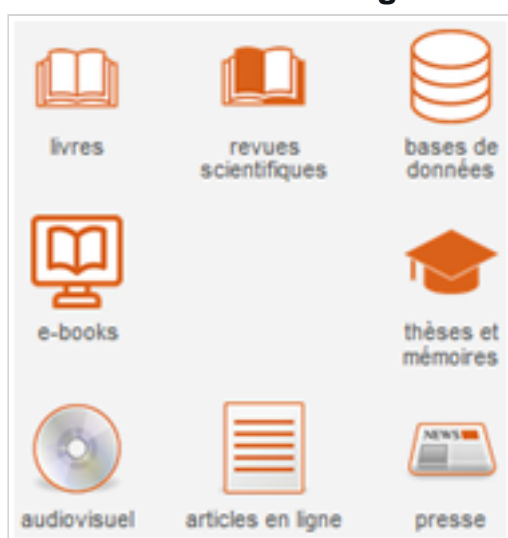 livres
revues
scientifiques
bases de
données
e-books
thèses et
mémoires
NEWS
audiovisuel
articles en ligne
presse